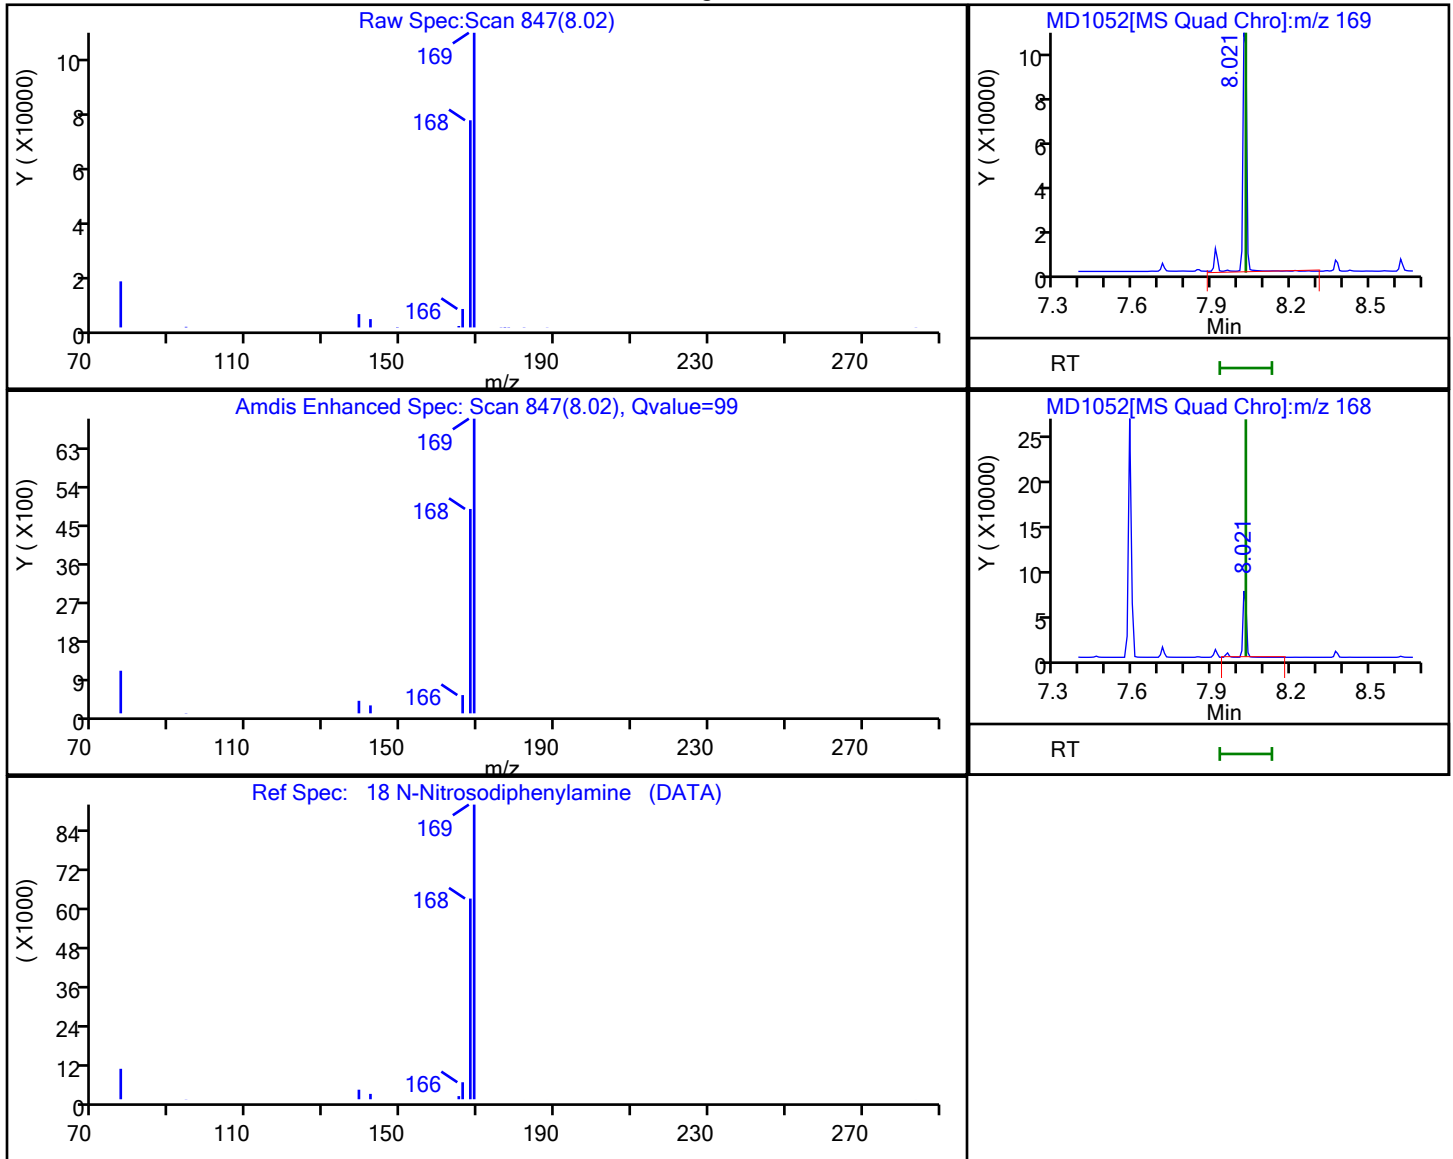 Raw Spec:Scan 847(8.02)
Y ( X10000)
10
8
6
4
2
0
169
168
166
70 110 150 190 230 270
m/z
MD1052[MS Quad Chro]:m/z 169
Y ( X10000)
10
8
6
4
2
0
8.021
7.3 7.6 7.9 8.2 8.5
Min
RT
Amdis Enhanced Spec: Scan 847(8.02), Qvalue=99
Y ( X100)
63
54
45
36
27
18
9
0
169
168
166
70 110 150 190 230 270
m/z
MD1052[MS Quad Chro]:m/z 168
Y ( X10000)
25
20
15
10
5
0
8.021
7.3 7.6 7.9 8.2 8.5
Min
RT
Ref Spec: 18 N-Nitrosodiphenylamine (DATA)
( X1000)
84
72
60
48
36
24
12
0
169
168
166
70 110 150 190 230 270